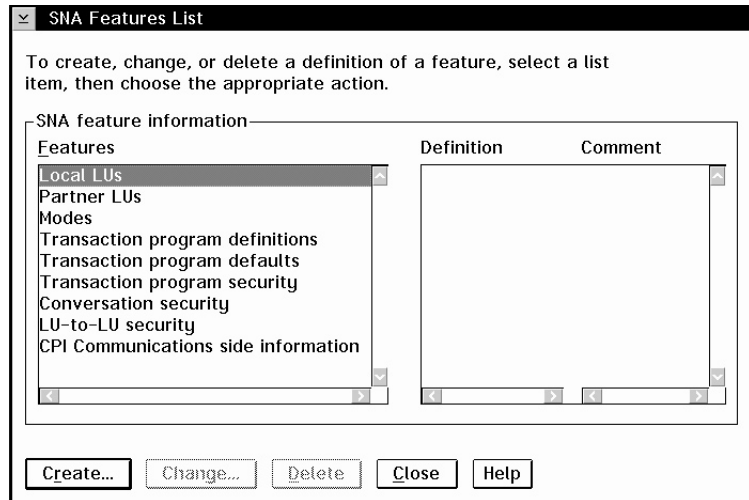 SNA Features List
To create, change, or delete a definition of a feature, select a list
item, then choose the appropriate action.
SNA feature information
Features
Definition
Comment
Local LUs
Partner LUs
Modes
Transaction program definitions
Transaction program defaults
Transaction program security
Conversation security
LU-to-LU security
CPI Communications side information
Create...
Change...
Delete
Close
Help